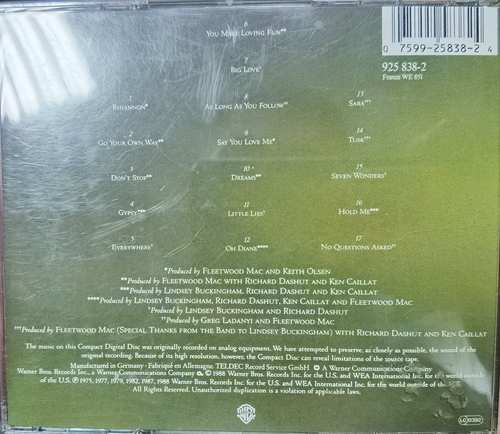 6
You Make Loving Fun**
7
Big Love†
1
Rhiannon*
2
Go Your Own Way**
3
Don't Stop**
4
Gypsy***
5
Everywhere†
8
As Long As You Follow††
9
Say You Love Me*
10
Dreams**
11
Little Lies†
12
Oh Diane****
13
Sara†††
14
Tusk†††
15
Seven Wonders†
16
Hold Me****
17
No Questions Asked††
0 7599-25838-2 4
925 838-2
France WE 851
*Produced by Fleetwood Mac and Keith Olsen
**Produced by Fleetwood Mac with Richard Dashut and Ken Caillat
***Produced by Lindsey Buckingham, Richard Dashut and Ken Caillat
****Produced by Lindsey Buckingham, Richard Dashut, Ken Caillat and Fleetwood Mac
†Produced by Lindsey Buckingham and Richard Dashut
††Produced by Greg Ladanyi and Fleetwood Mac
†††Produced by Fleetwood Mac (Special Thanks from the Band to Lindsey Buckingham) with Richard Dashut and Ken Caillat
The music on this Compact Digital Disc was originally recorded on analog equipment. We have attempted to preserve, as closely as possible, the sound of the
original recording. Because of its high resolution, however, the Compact Disc can reveal limitations of the source tape.
Manufactured in Germany - Fabriqué en Allemagne TELDEC Record Service GmbH. A Warner Communications Company
Warner Bros. Records Inc., a Warner Communications Company ℗ © 1988 Warner Bros. Records Inc. for the U.S. and WEA International Inc. for the world outside
of the U.S. ℗ 1975, 1977, 1979, 1982, 1987, 1988 Warner Bros. Records Inc. for the U.S. and WEA International Inc. for the world outside of the U.S.
All Rights Reserved. Unauthorized duplication is a violation of applicable laws.
LC 0392